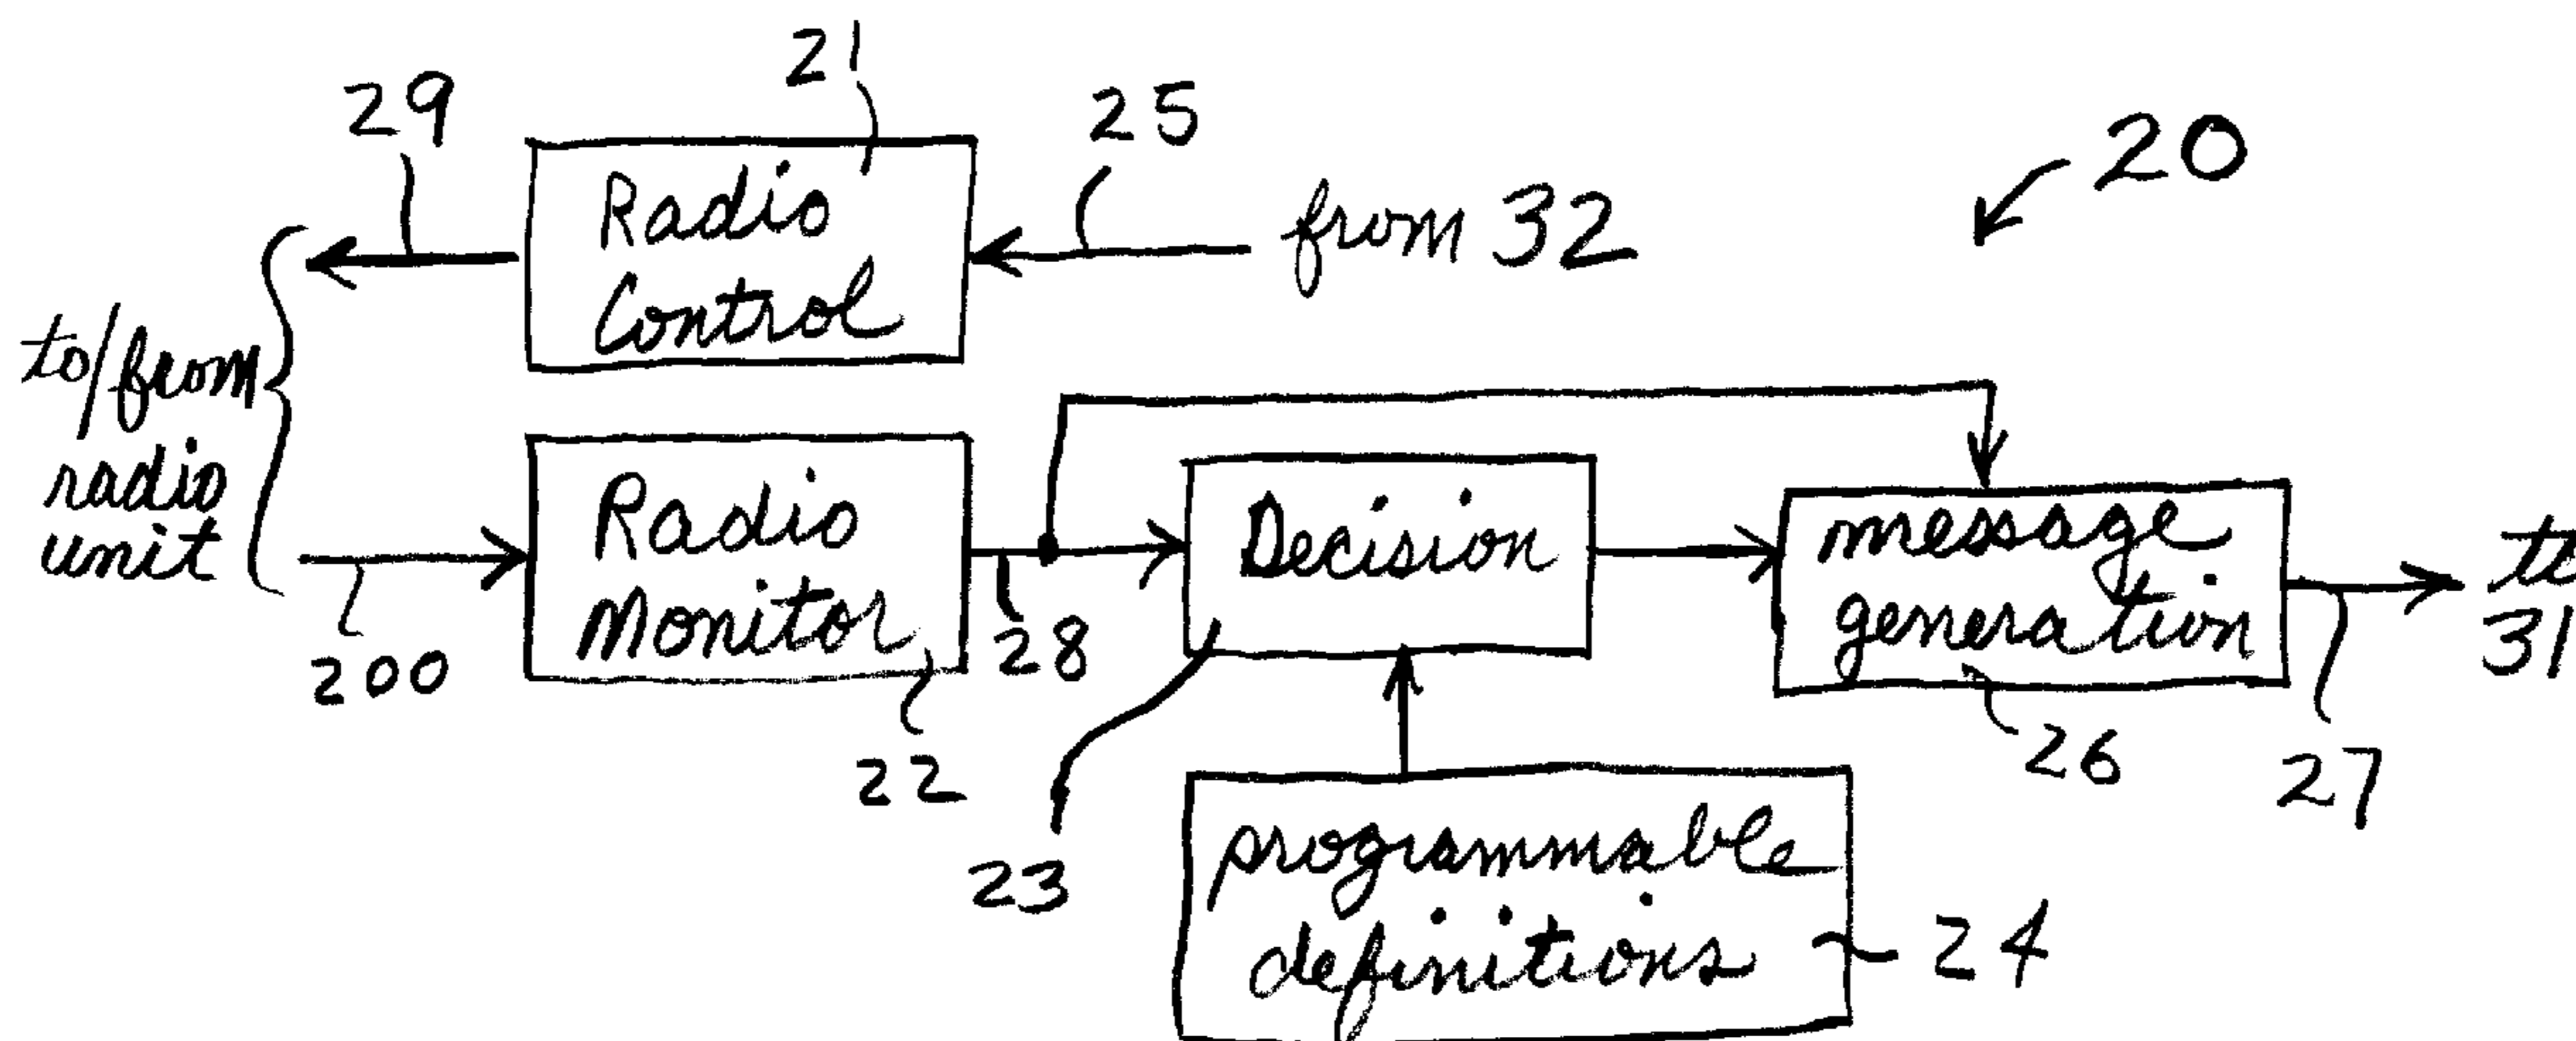 21
29
25
20
Radio
Control
from 32
to/from
radio
unit
Radio
Monitor
Decision
message
generation
to
31
200
28
22
26
27
23
programmable
definitions
24